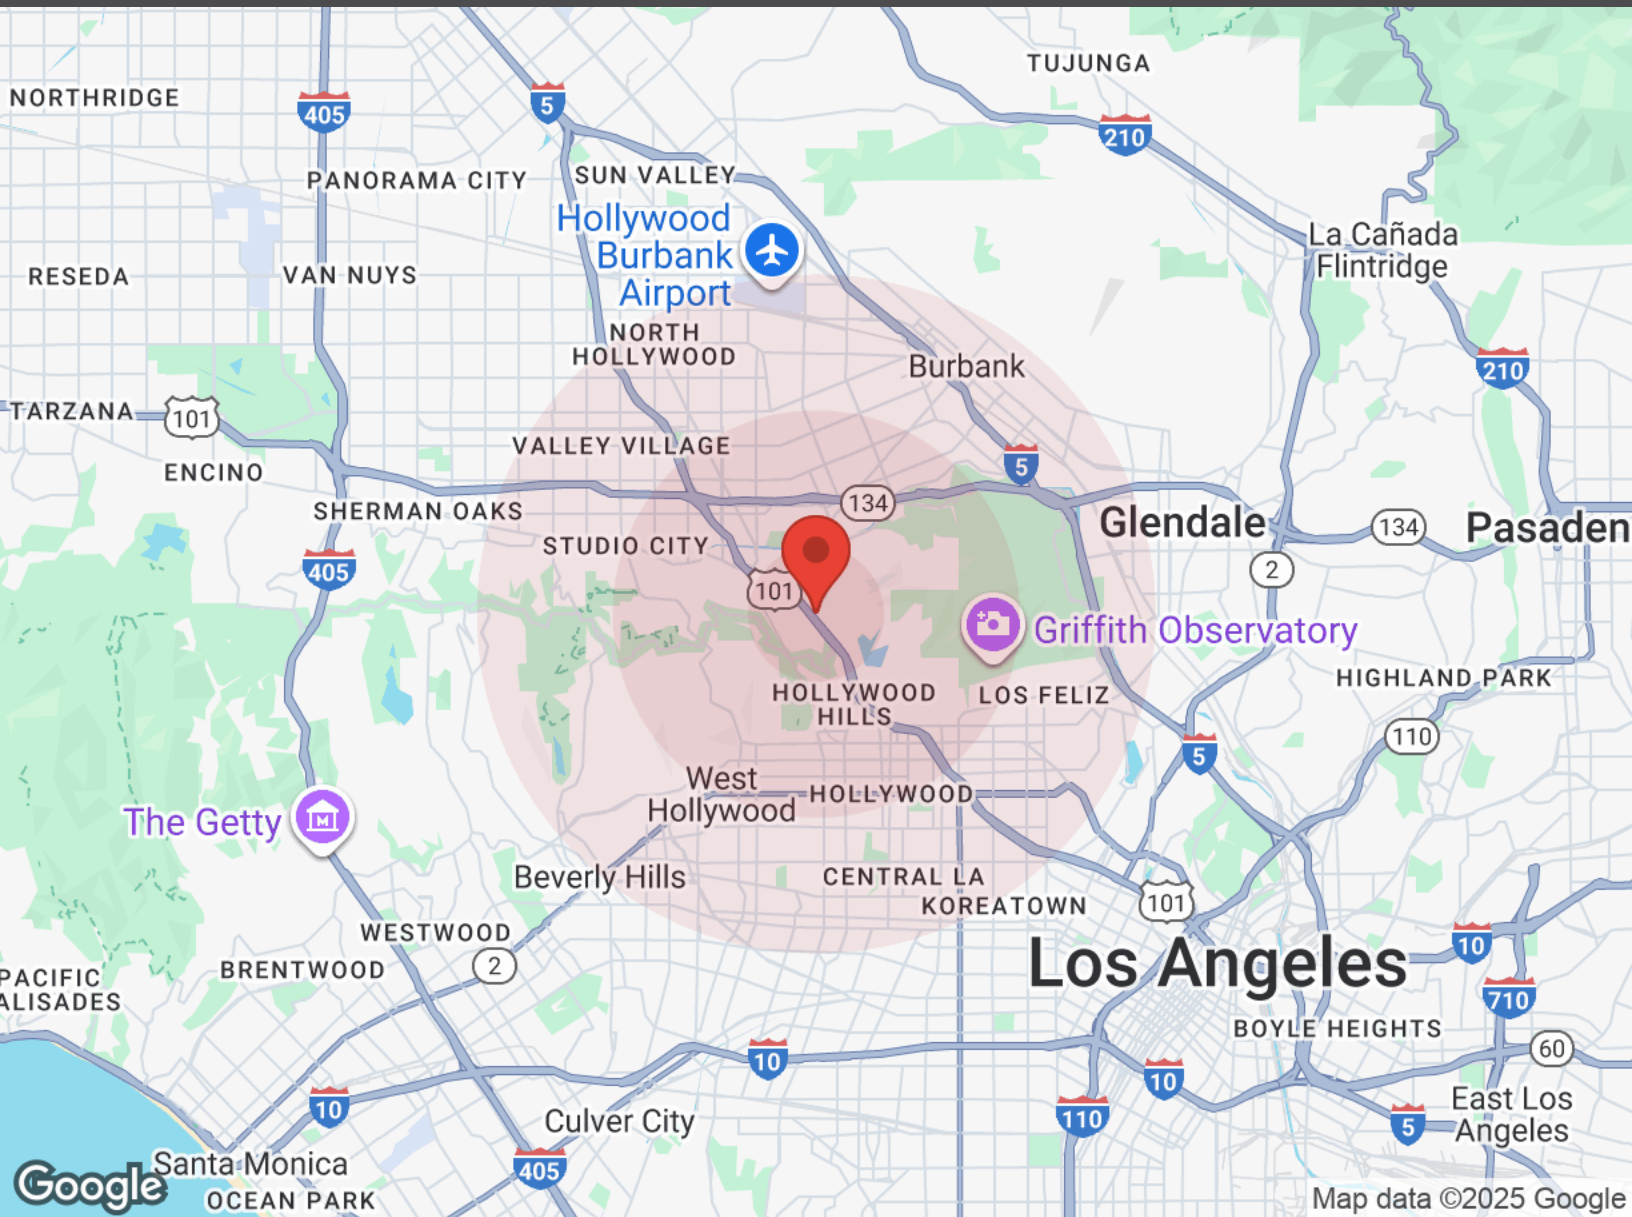 TUJUNGA
NORTHRIDGE
405
5
210
PANORAMA CITY
SUN VALLEY
Hollywood
Burbank
Airport
La Cañada
Flintridge
RESEDA
VAN NUYS
NORTH
HOLLYWOOD
Burbank
210
TARZANA
101
VALLEY VILLAGE
ENCINO
5
SHERMAN OAKS
134
Glendale
134
Pasaden
STUDIO CITY
405
101
2
Griffith Observatory
HOLLYWOOD
HILLS
LOS FELIZ
HIGHLAND PARK
110
5
West
Hollywood
HOLLYWOOD
The Getty
Beverly Hills
CENTRAL LA
KOREATOWN
101
WESTWOOD
2
Los Angeles
10
BRENTWOOD
PACIFIC
ALISADES
710
BOYLE HEIGHTS
60
10
10
10
110
5
East Los
Angeles
Culver City
405
Santa Monica
OCEAN PARK
Google
Map data ©2025 Google